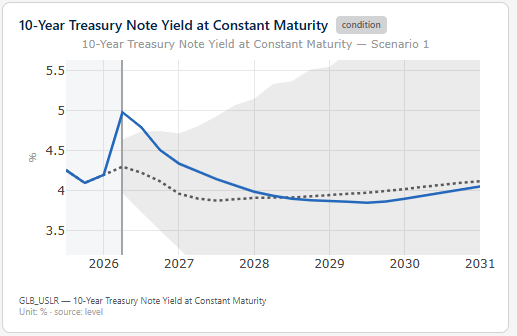 10-Year Treasury Note Yield at Constant Maturity condition
10-Year Treasury Note Yield at Constant Maturity — Scenario 1
%
5.5
5
4.5
4
3.5
2026 2027 2028 2029 2030 2031
GLB_USLR — 10-Year Treasury Note Yield at Constant Maturity
Unit: % · source: level